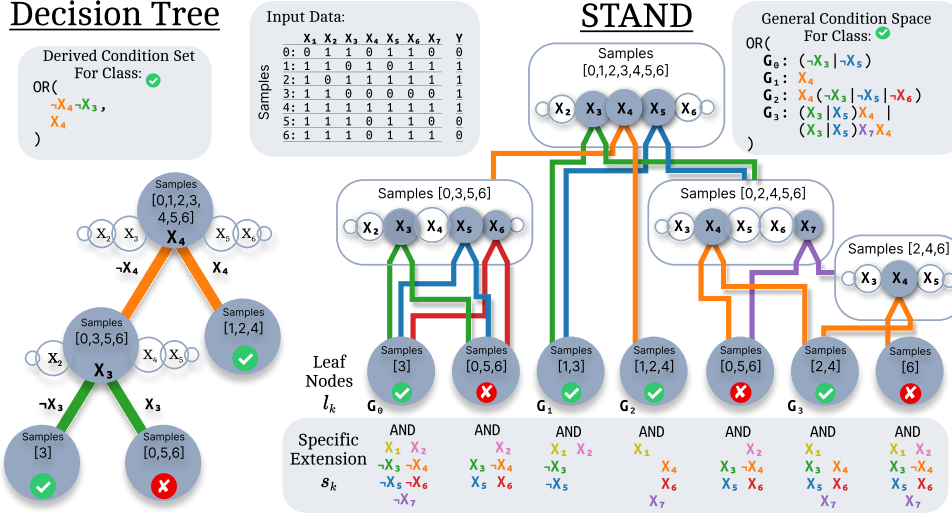 Decision Tree
Derived Condition Set
For Class:
OR(
¬X₄¬X₃,
X₄
)
Samples
[0,1,2,3,
4,5,6]
X₄
X₂ X₃
X₅ X₆
¬X₄
X₄
Samples
[0,3,5,6]
X₃
X₂
X₄ X₅
Samples
[1,2,4]
¬X₃
X₃
Samples
[3]
Samples
[0,5,6]
Input Data:
Samples
X₁ X₂ X₃ X₄ X₅ X₆ X₇ Y
0: 0 1 1 0 1 1 0 0
1: 1 1 0 1 0 1 1 1
2: 1 0 1 1 1 1 1 1
3: 1 1 0 0 0 0 0 1
4: 1 1 1 1 1 1 1 1
5: 1 1 1 0 1 1 1 0
6: 1 1 1 0 1 1 0 0
STAND
Samples
[0,1,2,3,4,5,6]
X₂ X₃ X₄ X₅ X₆
General Condition Space
For Class:
OR(
G₀: (¬X₃|¬X₅)
G₁: X₄
G₂: X₄(¬X₃|¬X₅|¬X₆)
G₃: (X₃|X₅)X₄ |
(X₃|X₅)X₇X₄
)
Samples [0,3,5,6]
X₂ X₃ X₄ X₅ X₆
Samples [0,2,4,5,6]
X₃ X₄ X₅ X₆ X₇
Samples [2,4,6]
X₃ X₄ X₅
Leaf
Nodes
lₖ
Samples
[3]
Samples
[0,5,6]
Samples
[1,3]
Samples
[1,2,4]
Samples
[0,5,6]
Samples
[2,4]
Samples
[6]
G₀ G₁ G₂ G₃
Specific
Extension
sₖ
AND
X₁ X₂
¬X₃¬X₄
¬X₅¬X₆
¬X₇
AND
X₂
X₃¬X₄
X₅ X₆
AND
X₁ X₂
¬X₃
¬X₅
AND
X₁
X₄
X₆
X₇
AND
X₂
X₃¬X₄
X₅ X₆
AND
X₁
X₃ X₄
X₅ X₆
X₇
AND
X₁ X₂
X₃¬X₄
X₅ X₆
¬X₇